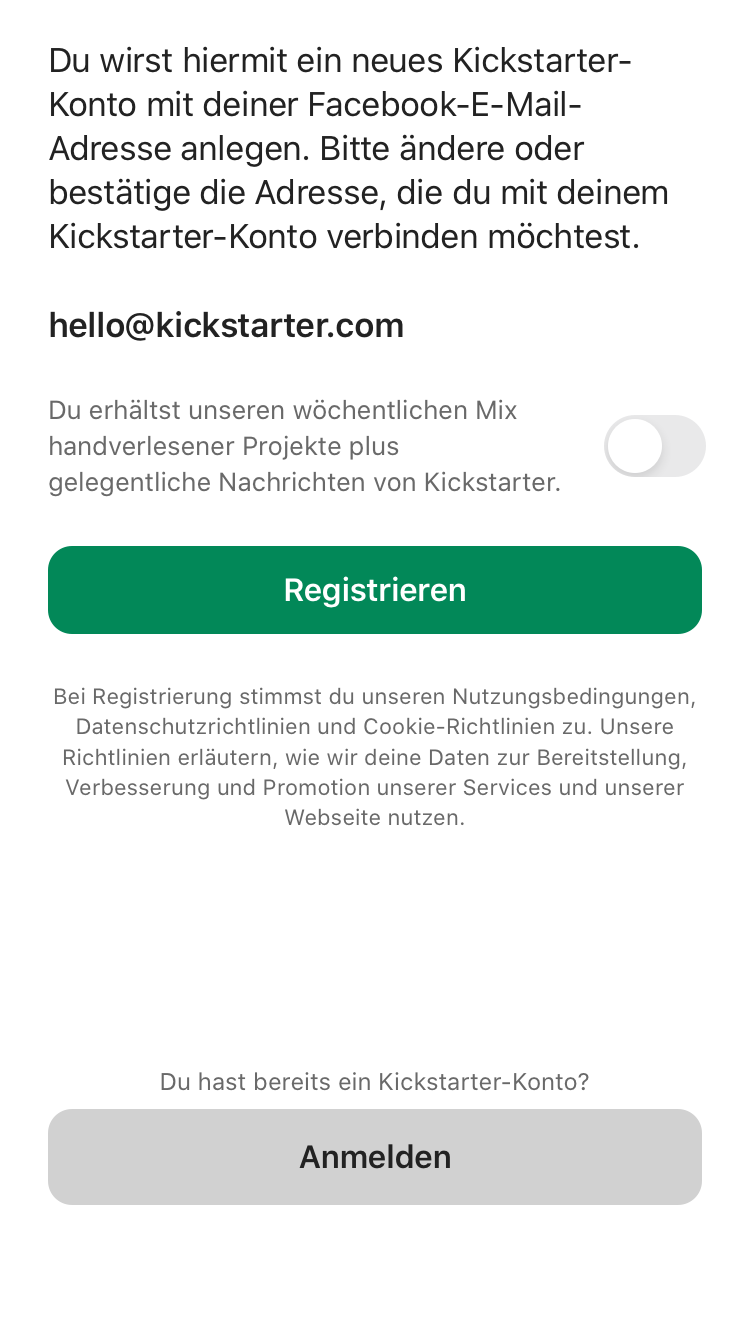 Du wirst hiermit ein neues Kickstarter-
Konto mit deiner Facebook-E-Mail-
Adresse anlegen. Bitte ändere oder
bestätige die Adresse, die du mit deinem
Kickstarter-Konto verbinden möchtest.
hello@kickstarter.com
Du erhältst unseren wöchentlichen Mix
handverlesener Projekte plus
gelegentliche Nachrichten von Kickstarter.
Registrieren
Bei Registrierung stimmst du unseren Nutzungsbedingungen,
Datenschutzrichtlinien und Cookie-Richtlinien zu. Unsere
Richtlinien erläutern, wie wir deine Daten zur Bereitstellung,
Verbesserung und Promotion unserer Services und unserer
Webseite nutzen.
Du hast bereits ein Kickstarter-Konto?
Anmelden